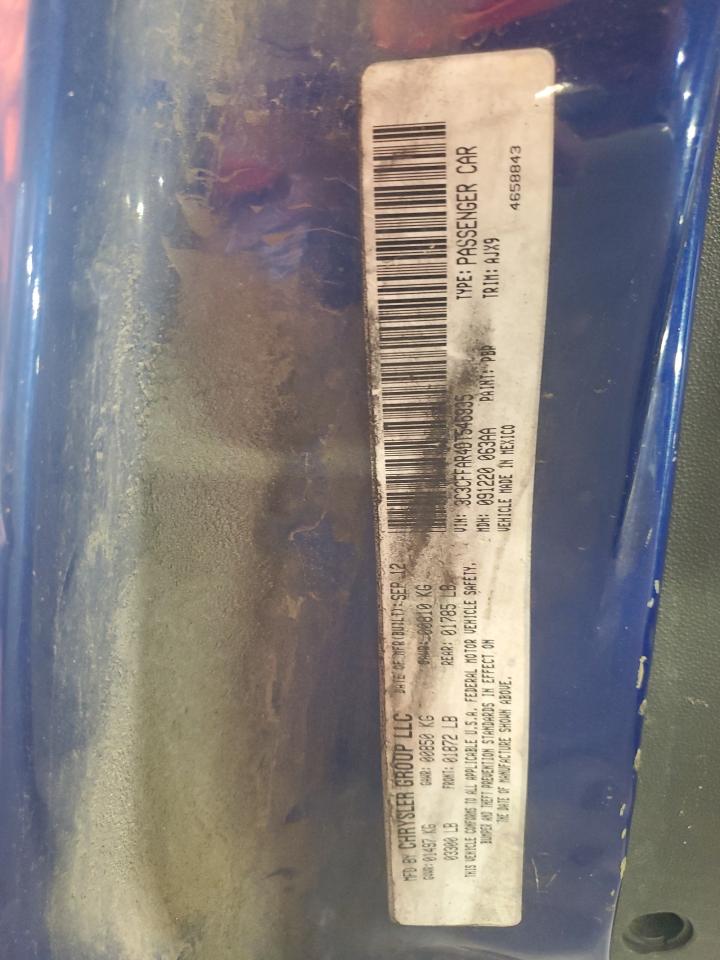 MFD BY CHRYSLER GROUP LLC DATE OF MFR(BUILT): SEP 12
GVWR: 01497 KG GAWR: 00850 KG GAWR: 00810 KG
03300 LB FRONT: 01872 LB REAR: 01785 LB
THIS VEHICLE CONFORMS TO ALL APPLICABLE U.S.A. FEDERAL MOTOR VEHICLE SAFETY,
BUMPER AND THEFT PREVENTION STANDARDS IN EFFECT ON
THE DATE OF MANUFACTURE SHOWN ABOVE.
VIN: 3C3CFFAR4DT546835 TYPE: PASSENGER CAR
MDH: 091220 063AA PAINT: PBP TRIM: AJX9
VEHICLE MADE IN MEXICO 4658843